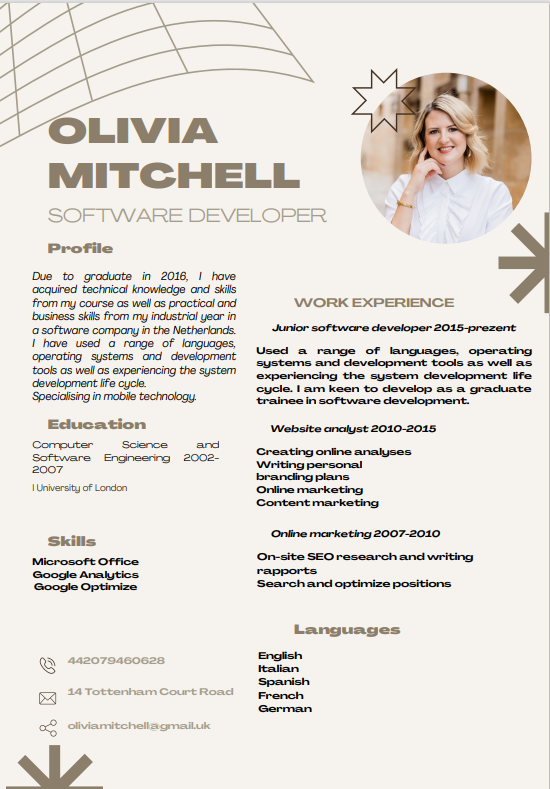 OLIVIA
MITCHELL
SOFTWARE DEVELOPER
Profile
Due to graduate in 2016, I have
acquired technical knowledge and skills
from my course as well as practical and
business skills from my industrial year in
a software company in the Netherlands.
I have used a range of languages,
operating systems and development
tools as well as experiencing the system
development life cycle.
Specialising in mobile technology.
Education
Computer Science and
Software Engineering 2002-
2007
l University of London
Skills
Microsoft Office
Google Analytics
Google Optimize
442079460628
14 Tottenham Court Road
oliviamitchell@gmail.uk
WORK EXPERIENCE
Junior software developer 2015-prezent
Used a range of languages, operating
systems and development tools as well as
experiencing the system development life
cycle. I am keen to develop as a graduate
trainee in software development.
Website analyst 2010-2015
Creating online analyses
Writing personal
branding plans
Online marketing
Content marketing
Online marketing 2007-2010
On-site SEO research and writing
rapports
Search and optimize positions
Languages
English
Italian
Spanish
French
German